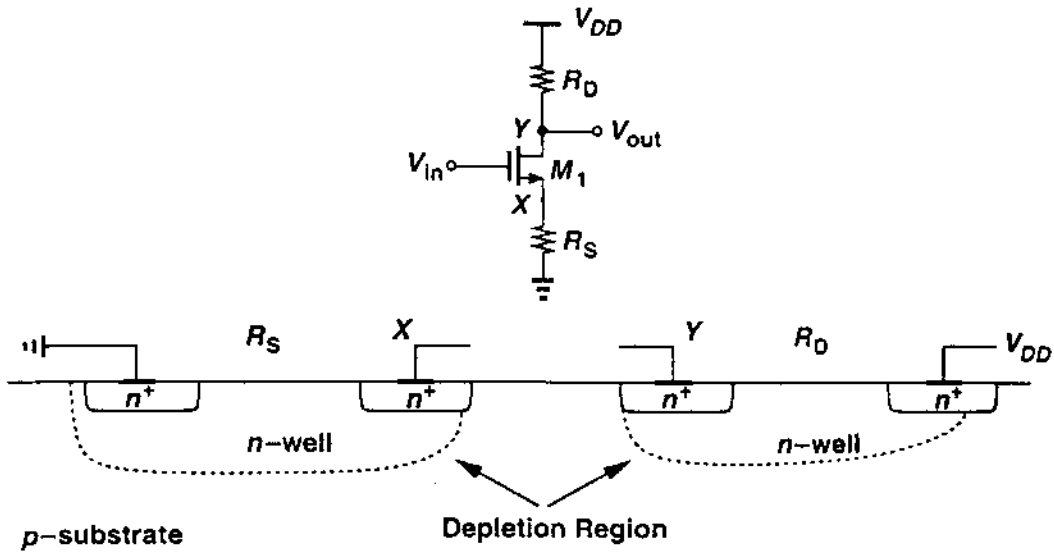 V_DD
R_D
Y
V_out
V_in
M_1
X
R_S
R_S
X
Y
R_D
V_DD
n+
n+
n+
n+
n–well
n–well
p–substrate
Depletion Region